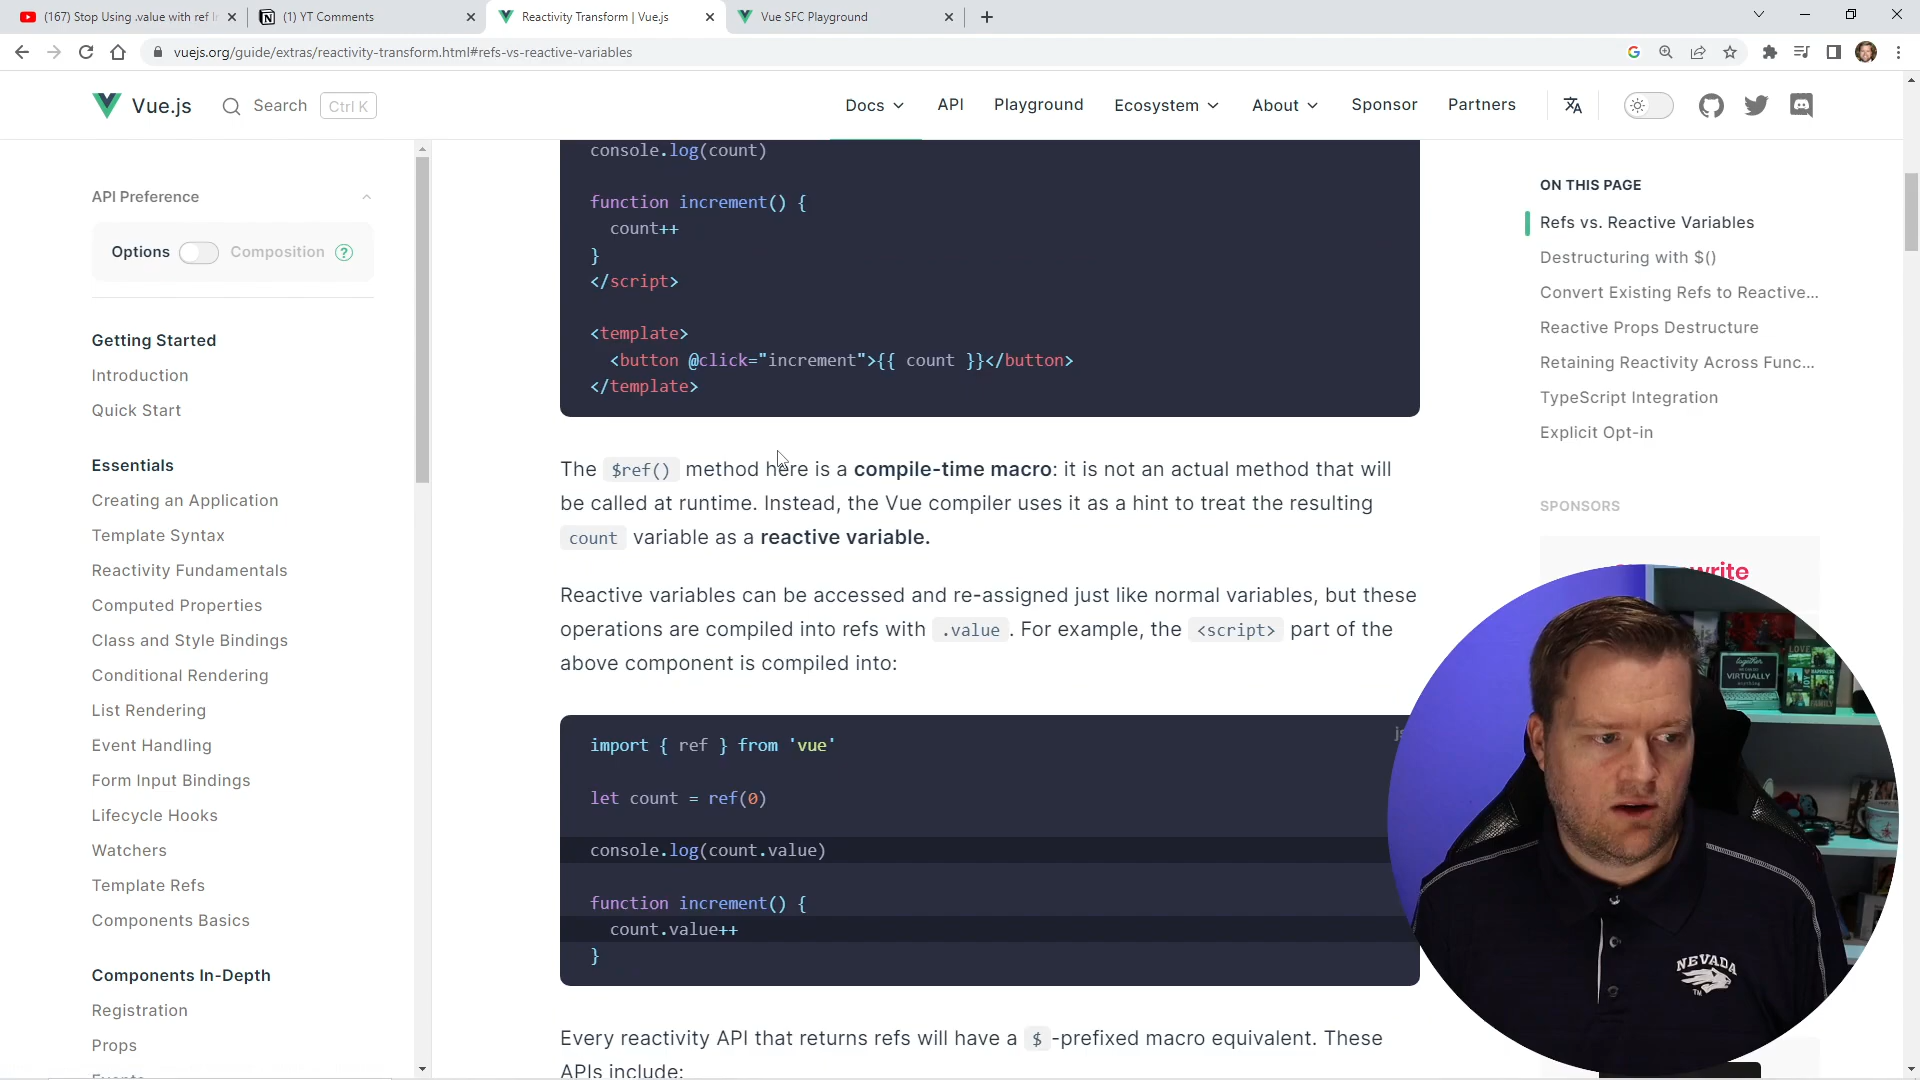 (167) Stop Using .value with ref I
(1) YT Comments
Reactivity Transform | Vue.js
Vue SFC Playground
vuejs.org/guide/extras/reactivity-transform.html#refs-vs-reactive-variables
Vue.js
Search
Ctrl K
Docs
API
Playground
Ecosystem
About
Sponsor
Partners
API Preference
Options
Composition
?
Getting Started
Introduction
Quick Start
Essentials
Creating an Application
Template Syntax
Reactivity Fundamentals
Computed Properties
Class and Style Bindings
Conditional Rendering
List Rendering
Event Handling
Form Input Bindings
Lifecycle Hooks
Watchers
Template Refs
Components Basics
Components In-Depth
Registration
Props
console.log(count)
function increment() {
count++
}
</script>
<template>
<button @click="increment">{{ count }}</button>
</template>
The $ref() method here is a compile-time macro: it is not an actual method that will
be called at runtime. Instead, the Vue compiler uses it as a hint to treat the resulting
count variable as a reactive variable.
Reactive variables can be accessed and re-assigned just like normal variables, but these
operations are compiled into refs with .value . For example, the <script> part of the
above component is compiled into:
import { ref } from 'vue'
let count = ref(0)
console.log(count.value)
function increment() {
count.value++
}
Every reactivity API that returns refs will have a $ -prefixed macro equivalent. These
APIs include:
ON THIS PAGE
Refs vs. Reactive Variables
Destructuring with $()
Convert Existing Refs to Reactive...
Reactive Props Destructure
Retaining Reactivity Across Func...
TypeScript Integration
Explicit Opt-in
SPONSORS
together
VIRTUALLY
LOVE
FAMILY
NEVADA